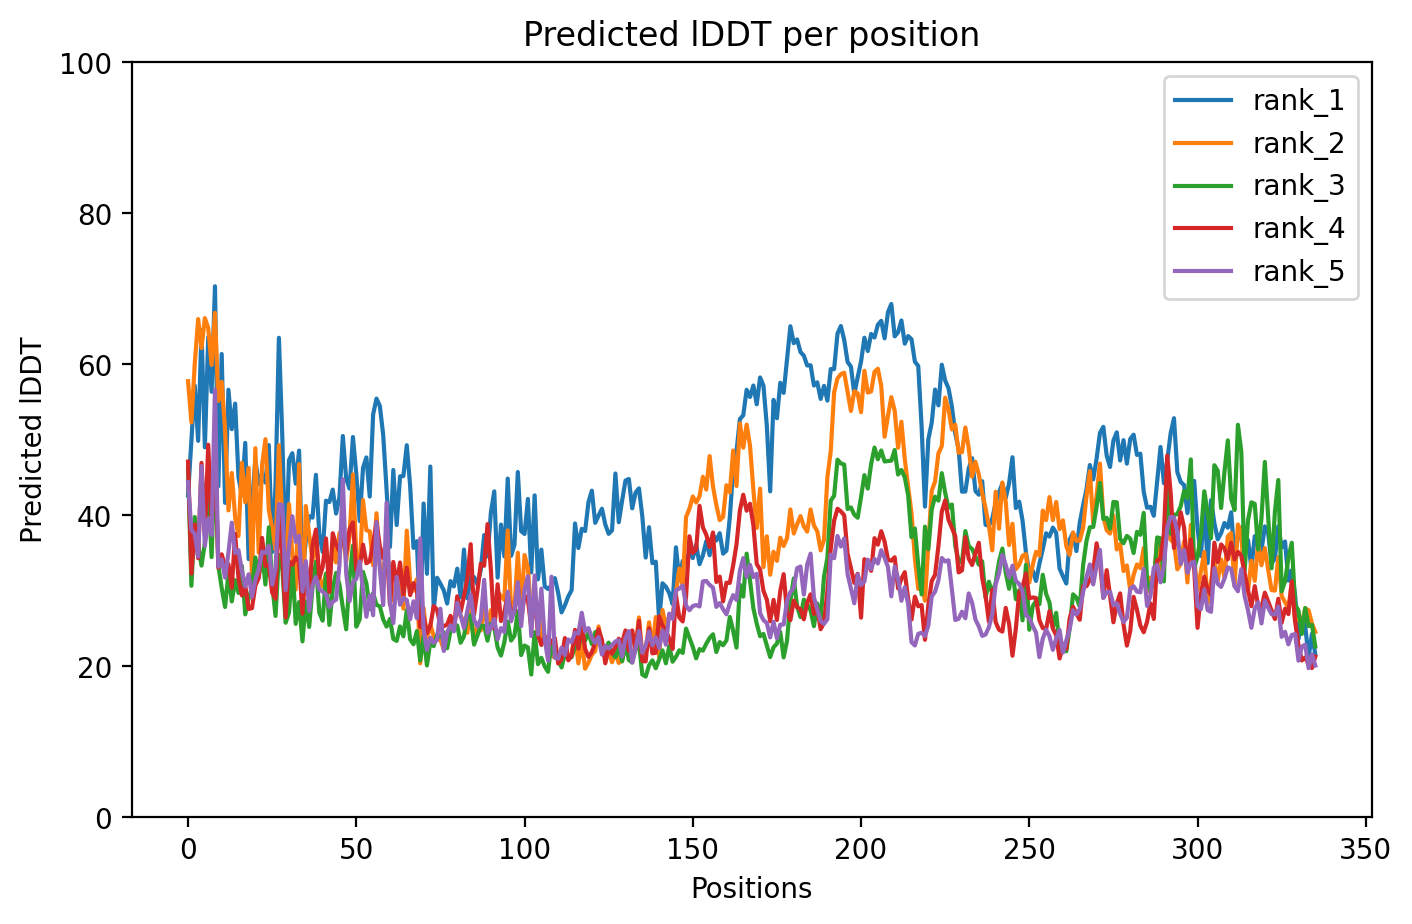 Predicted lDDT per position
100
80
60
40
20
0
Predicted lDDT
rank_1
rank_2
rank_3
rank_4
rank_5
0 50 100 150 200 250 300 350
Positions